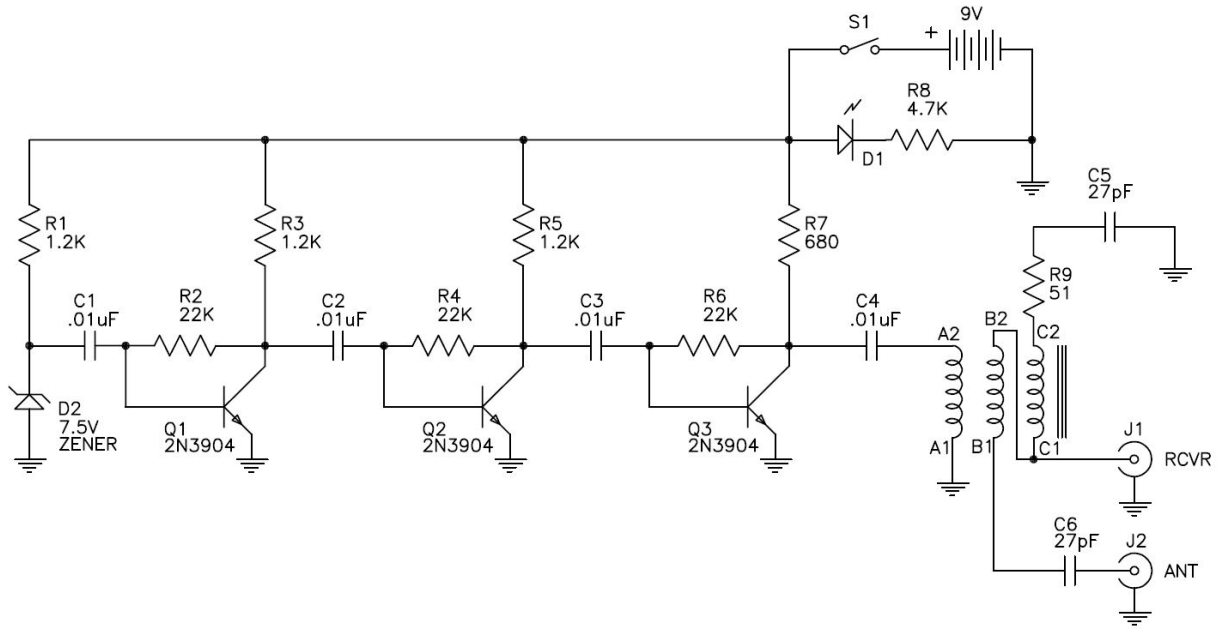 S1
+
9V
R8
4.7K
D1
C5
27pF
R1
1.2K
R3
1.2K
R5
1.2K
R7
680
R9
51
C1
.01uF
R2
22K
C2
.01uF
R4
22K
C3
.01uF
R6
22K
C4
.01uF
A2
B2
C2
D2
7.5V
ZENER
Q1
2N3904
Q2
2N3904
Q3
2N3904
A1
B1
C1
J1
RCVR
C6
27pF
J2
ANT